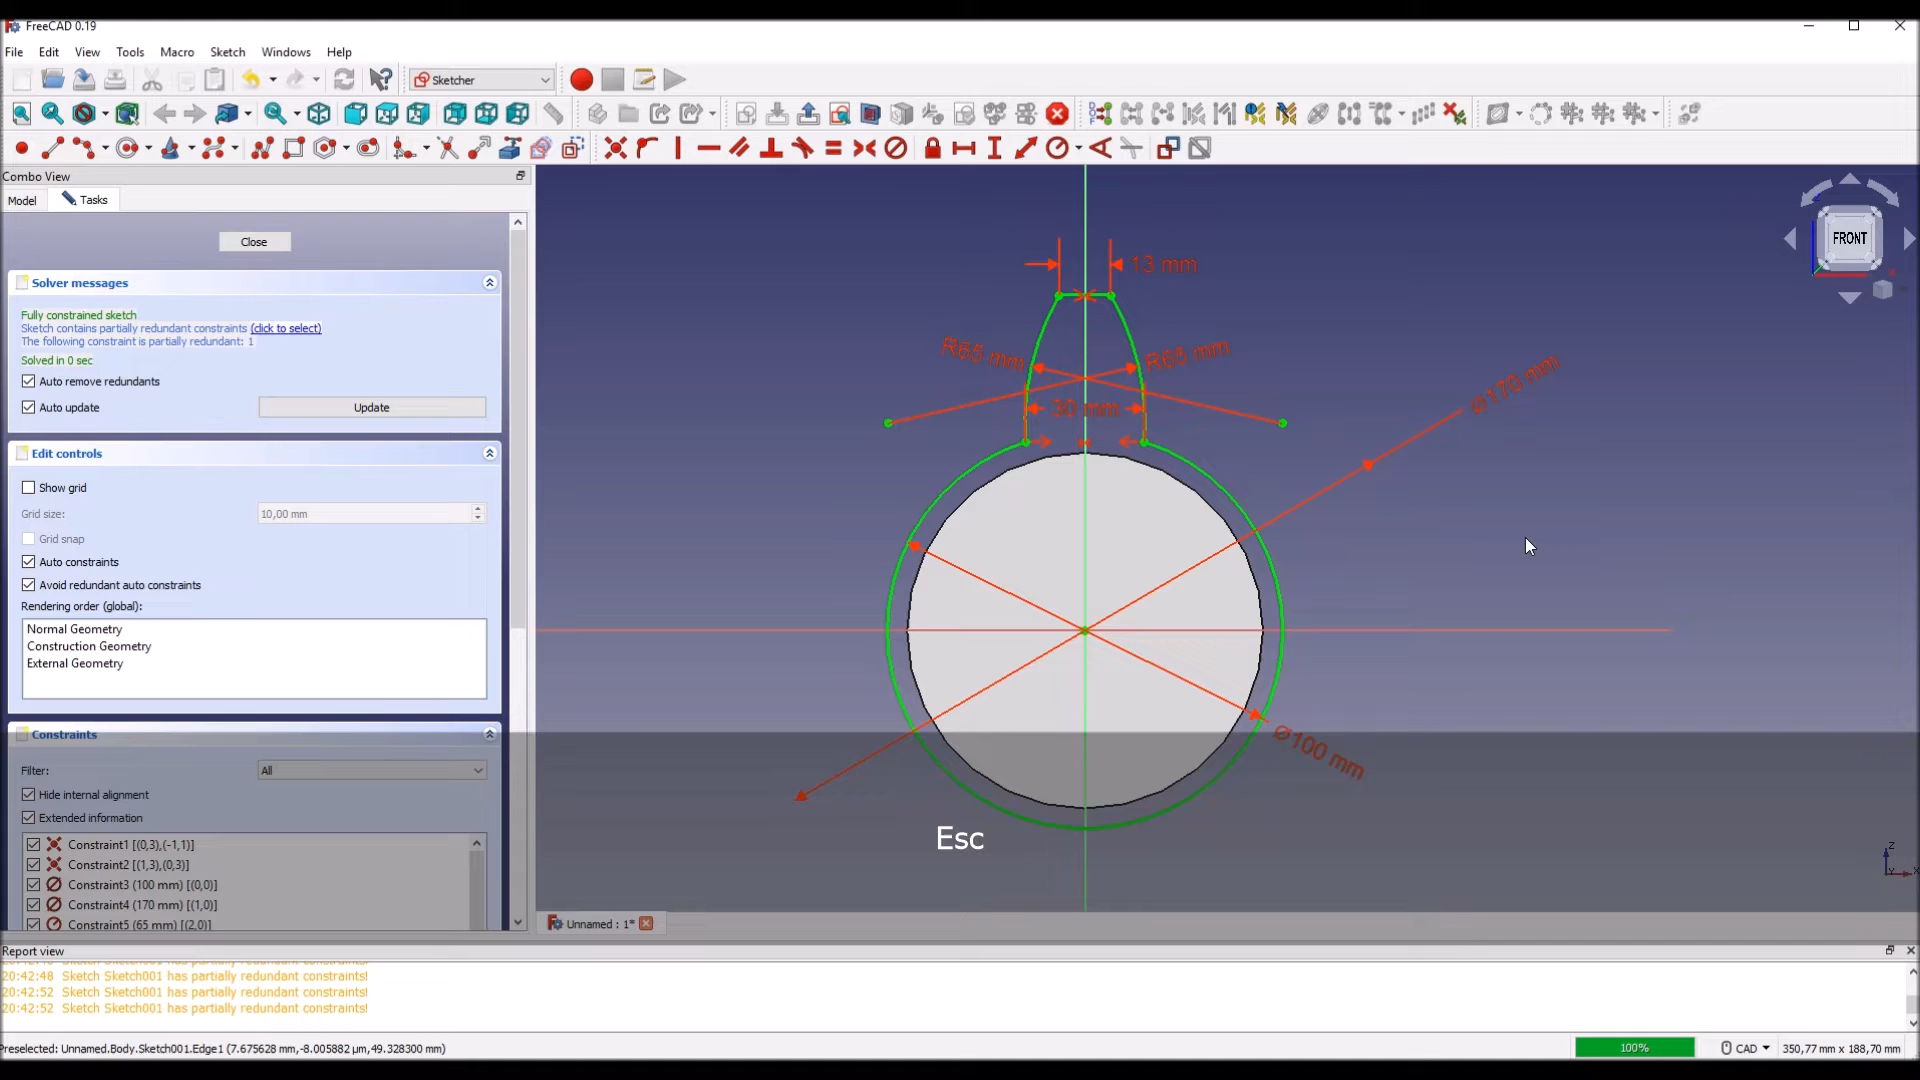 FreeCAD 0.19
File Edit View Tools Macro Sketch Windows Help
Sketcher
Combo View
Model Tasks
Close
Solver messages
Fully constrained sketch
Sketch contains partially redundant constraints (click to select)
The following constraint is partially redundant: 1
Solved in 0 sec
Auto remove redundants
Auto update Update
Edit controls
Show grid
Grid size: 10,00 mm
Grid snap
Auto constraints
Avoid redundant auto constraints
Rendering order (global):
Normal Geometry
Construction Geometry
External Geometry
Constraints
Filter: All
Hide internal alignment
Extended information
Constraint1 [(0,3),(-1,1)]
Constraint2 [(1,3),(0,3)]
Constraint3 (100 mm) [(0,0)]
Constraint4 (170 mm) [(1,0)]
Constraint5 (65 mm) [(2,0)]
13 mm
R65 mm
R65 mm
30 mm
⌀170 mm
⌀100 mm
FRONT
Esc
Z
X
Unnamed : 1*
Report view
20:42:48 Sketch Sketch001 has partially redundant constraints!
20:42:52 Sketch Sketch001 has partially redundant constraints!
20:42:52 Sketch Sketch001 has partially redundant constraints!
Preselected: Unnamed.Body.Sketch001.Edge1 (7.675628 mm,-8.005882 µm,49.328300 mm)
100%
CAD
350,77 mm x 188,70 mm